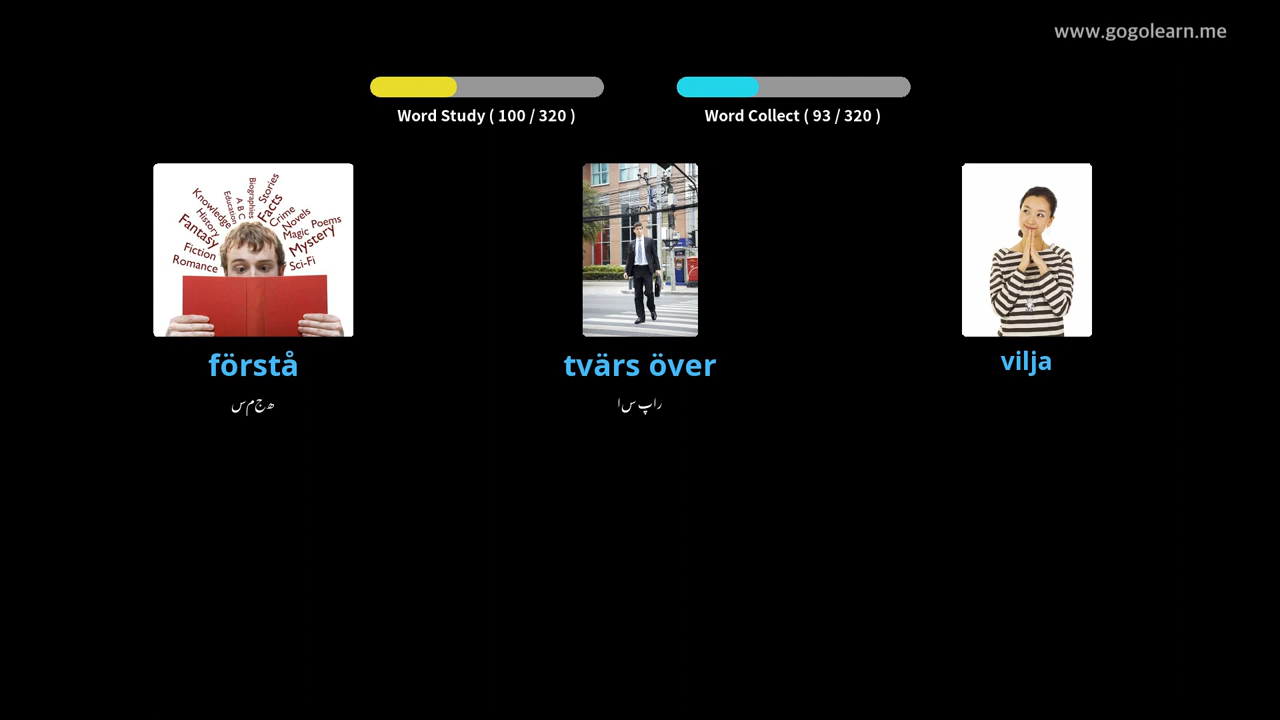 www.gogolearn.me
Word Study ( 100 / 320 )
Word Collect ( 93 / 320 )
Knowledge
History
Fantasy
Fiction
Romance
Education
A B C
Biographies
Stories
Facts
Crime
Novels
Magic
Poems
Mystery
Sci-Fi
förstå
tvärs över
vilja
ھجمس
راپ سا